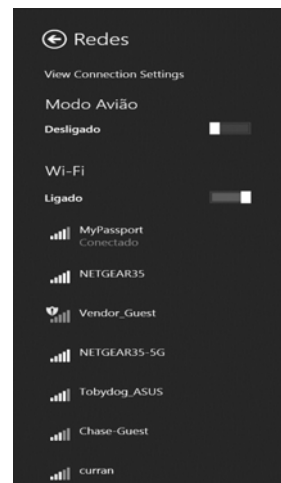 Redes
View Connection Settings
Modo Avião
Desligado
Wi-Fi
Ligado
MyPassport
Conectado
NETGEAR35
Vendor_Guest
NETGEAR35-5G
Tobydog_ASUS
Chase-Guest
curran